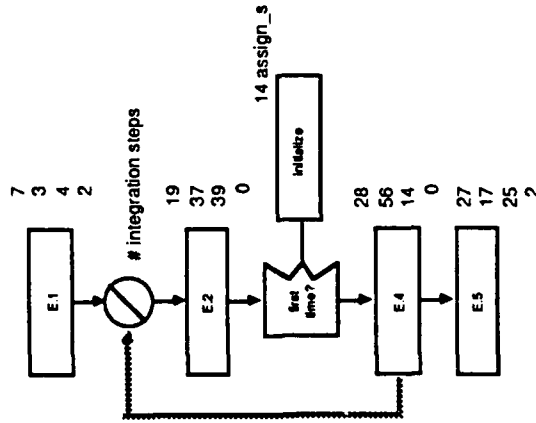 E.1
7
3
4
2
# integration steps
E.2
19
37
39
0
first
time?
initialize
14 assign_s
E.4
28
56
14
0
E.5
27
17
25
2